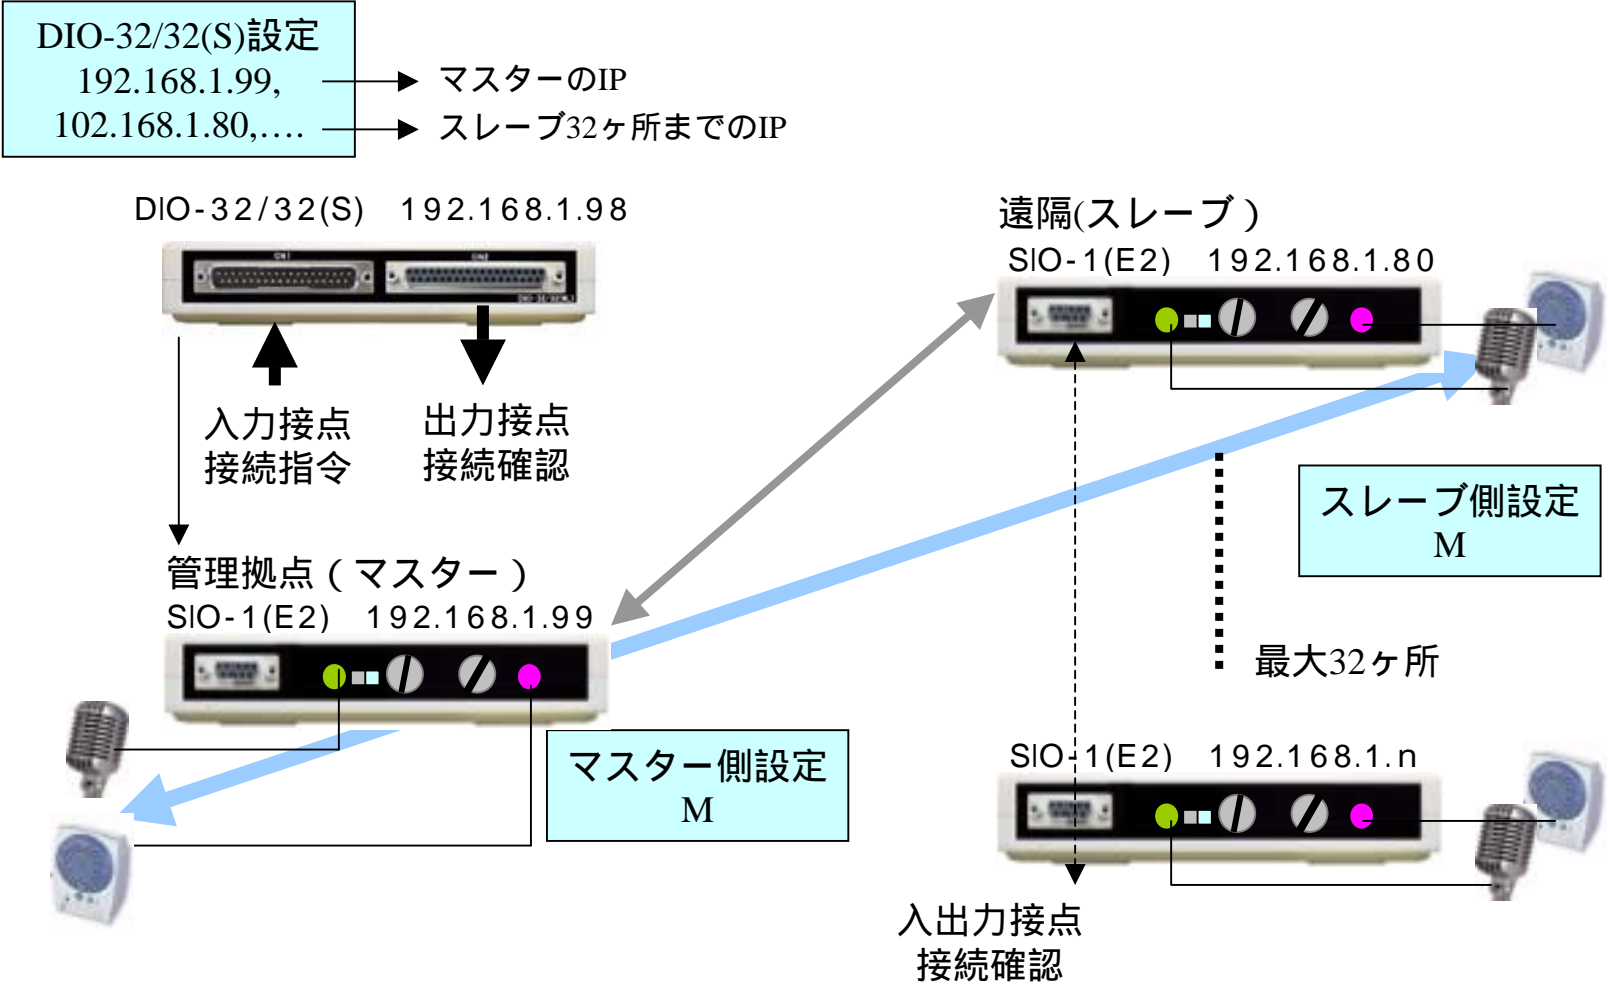 DIO-32/32(S)設定
192.168.1.99,
102.168.1.80,….
マスターのIP
スレーブ32ヶ所までのIP
DIO-32/32(S) 192.168.1.98
CN1
CN2
入力接点
接続指令
出力接点
接続確認
遠隔(スレーブ)
SIO-1(E2) 192.168.1.80
スレーブ側設定
M
管理拠点(マスター)
SIO-1(E2) 192.168.1.99
マスター側設定
M
最大32ヶ所
SIO-1(E2) 192.168.1.n
入出力接点
接続確認